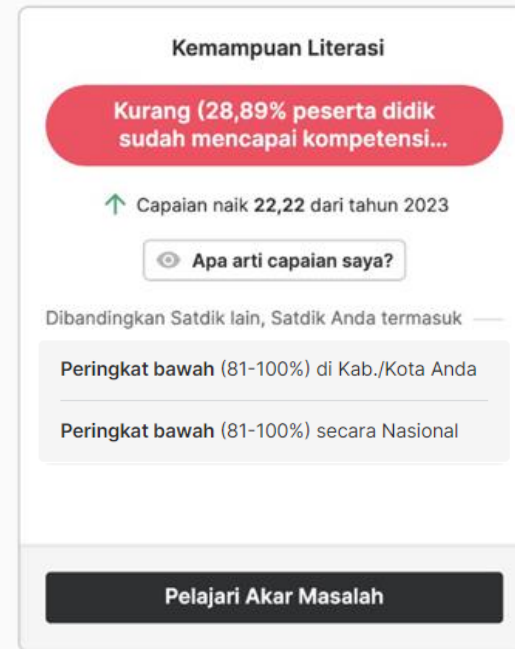 Kemampuan Literasi
Kurang (28,89% peserta didik
sudah mencapai kompetensi...
Capaian naik 22,22 dari tahun 2023
Apa arti capaian saya?
Dibandingkan Satdik lain, Satdik Anda termasuk
Peringkat bawah (81-100%) di Kab./Kota Anda
Peringkat bawah (81-100%) secara Nasional
Pelajari Akar Masalah